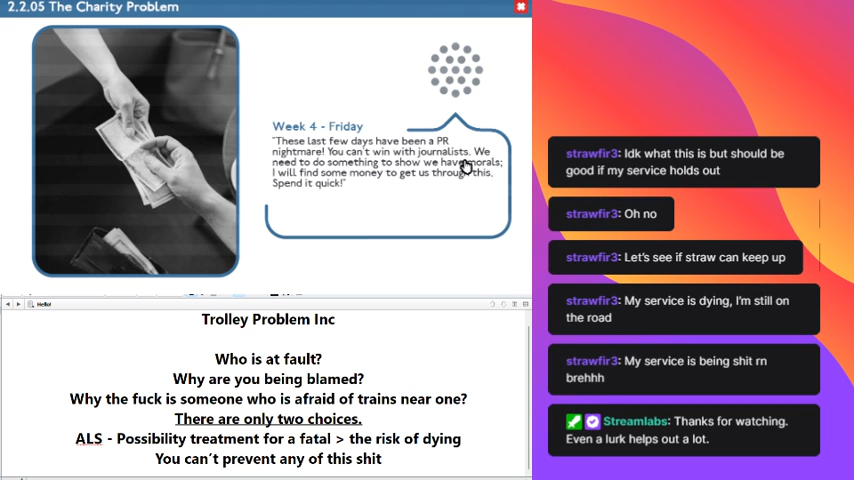 2.2.05 The Charity Problem
Week 4 - Friday
"These last few days have been a PR
nightmare! You can't win with journalists. We
need to do something to show we have morals;
I will find some money to get us through this.
Spend it quick!"
Hello!
Trolley Problem Inc
Who is at fault?
Why are you being blamed?
Why the fuck is someone who is afraid of trains near one?
There are only two choices.
ALS - Possibility treatment for a fatal > the risk of dying
You can't prevent any of this shit
strawfir3: Idk what this is but should be
good if my service holds out
strawfir3: Oh no
strawfir3: Let's see if straw can keep up
strawfir3: My service is dying, I'm still on
the road
strawfir3: My service is being shit rn
brehhh
Streamlabs: Thanks for watching.
Even a lurk helps out a lot.